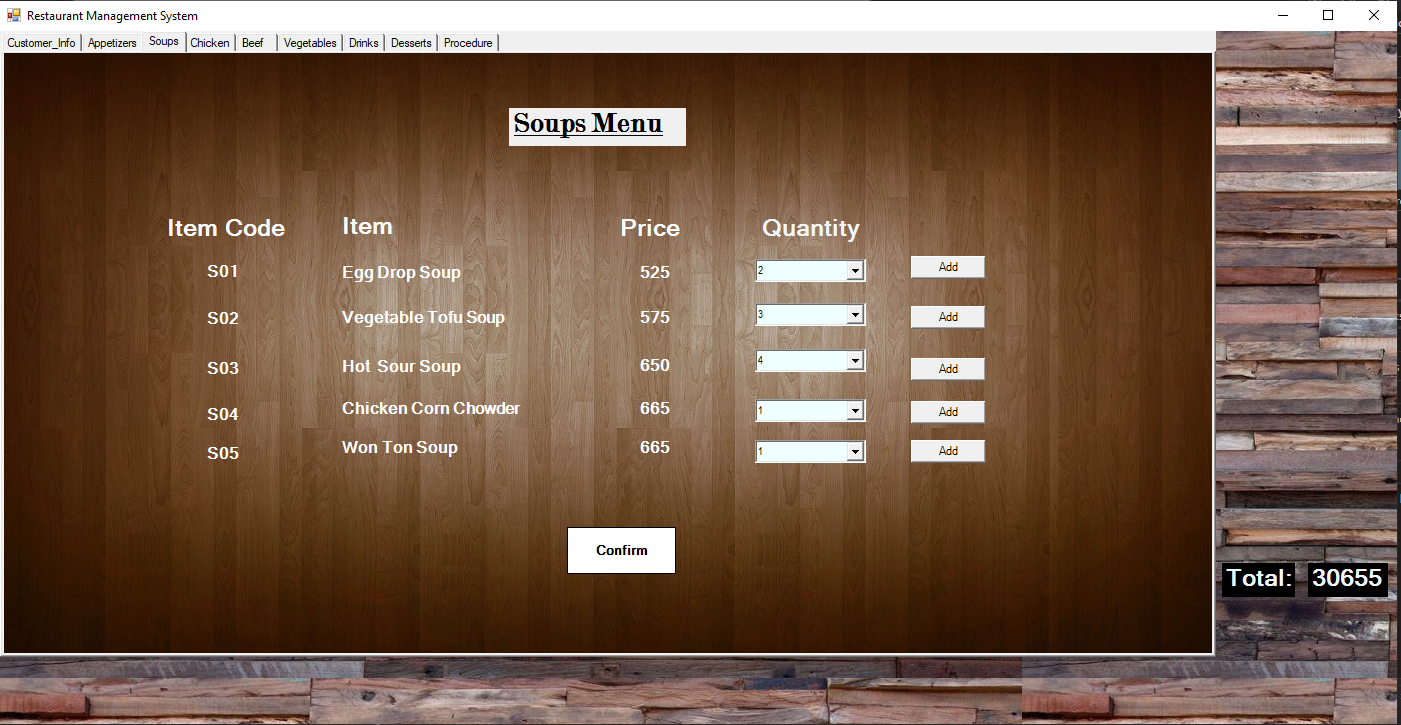 Restaurant Management System
Customer_Info Appetizers Soups Chicken Beef Vegetables Drinks Desserts Procedure
Soups Menu
Item Code Item Price Quantity
S01 Egg Drop Soup 525 2 Add
S02 Vegetable Tofu Soup 575 3 Add
S03 Hot Sour Soup 650 4 Add
S04 Chicken Corn Chowder 665 1 Add
S05 Won Ton Soup 665 1 Add
Confirm
Total: 30655